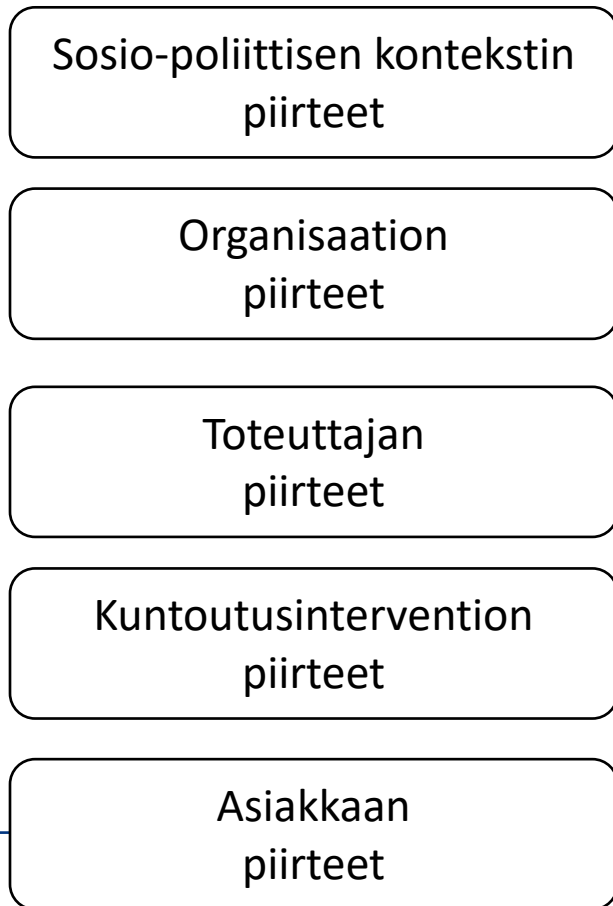 Sosio-poliittisen kontekstin
piirteet
Organisaation
piirteet
Toteuttajan
piirteet
Kuntoutusintervention
piirteet
Asiakkaan
piirteet